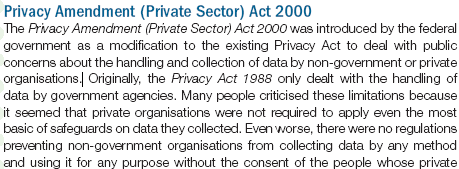 Privacy Amendment (Private Sector) Act 2000
The Privacy Amendment (Private Sector) Act 2000 was introduced by the federal
government as a modification to the existing Privacy Act to deal with public
concerns about the handling and collection of data by non-government or private
organisations. Originally, the Privacy Act 1988 only dealt with the handling of
data by government agencies. Many people criticised these limitations because
it seemed that private organisations were not required to apply even the most
basic of safeguards on data they collected. Even worse, there were no regulations
preventing non-government organisations from collecting data by any method
and using it for any purpose without the consent of the people whose private